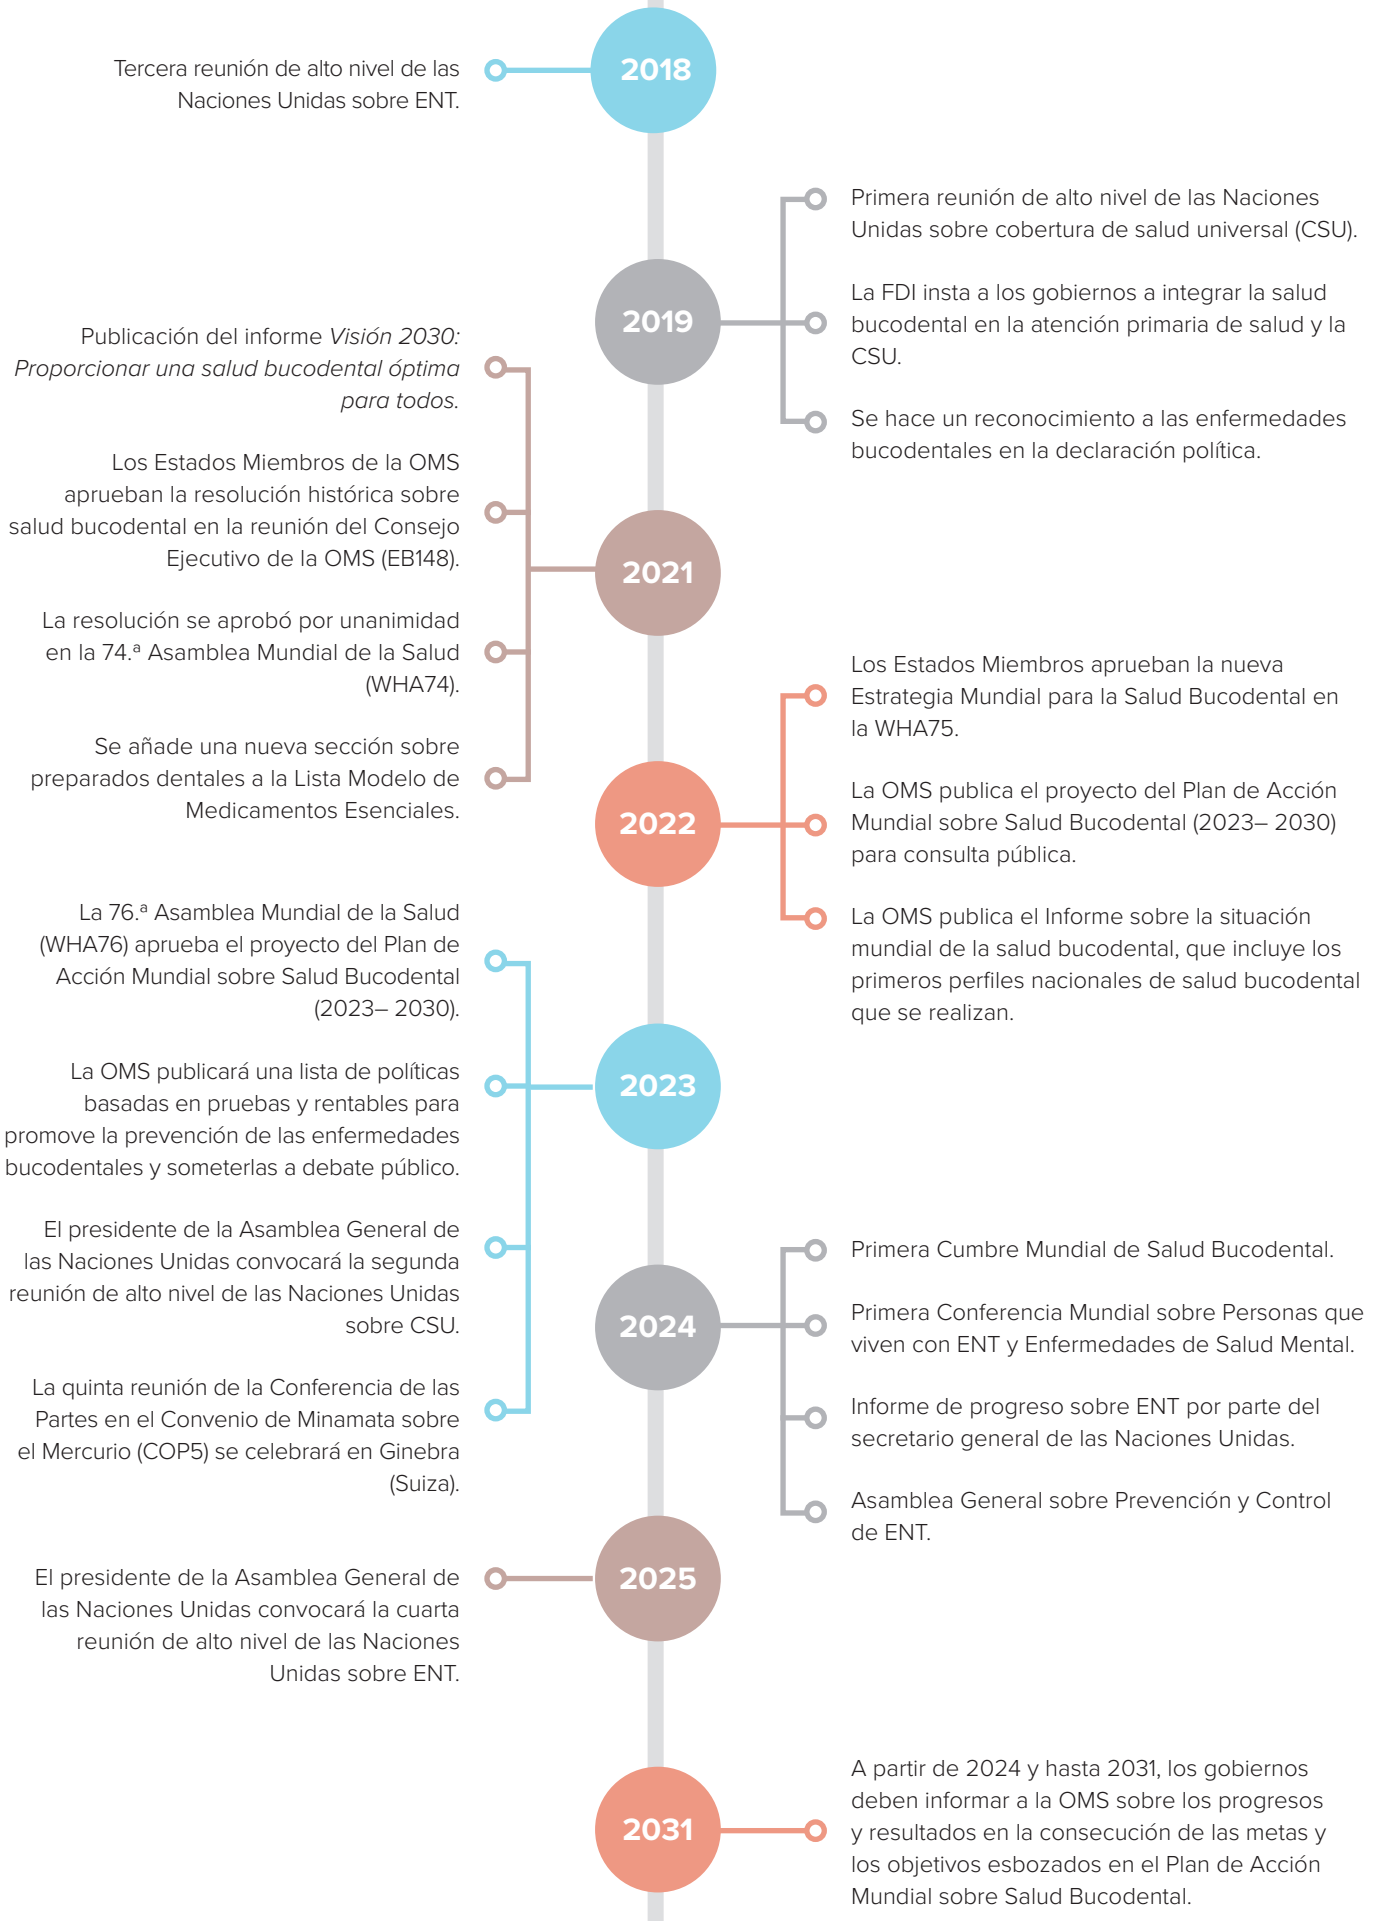 2018
Tercera reunión de alto nivel de las
Naciones Unidas sobre ENT.
2019
Primera reunión de alto nivel de las Naciones
Unidas sobre cobertura de salud universal (CSU).
La FDI insta a los gobiernos a integrar la salud
bucodental en la atención primaria de salud y la
CSU.
Se hace un reconocimiento a las enfermedades
bucodentales en la declaración política.
2021
Publicación del informe Visión 2030:
Proporcionar una salud bucodental óptima
para todos.
Los Estados Miembros de la OMS
aprueban la resolución histórica sobre
salud bucodental en la reunión del Consejo
Ejecutivo de la OMS (EB148).
La resolución se aprobó por unanimidad
en la 74.ª Asamblea Mundial de la Salud
(WHA74).
Se añade una nueva sección sobre
preparados dentales a la Lista Modelo de
Medicamentos Esenciales.
2022
Los Estados Miembros aprueban la nueva
Estrategia Mundial para la Salud Bucodental en
la WHA75.
La OMS publica el proyecto del Plan de Acción
Mundial sobre Salud Bucodental (2023– 2030)
para consulta pública.
La OMS publica el Informe sobre la situación
mundial de la salud bucodental, que incluye los
primeros perfiles nacionales de salud bucodental
que se realizan.
2023
La 76.ª Asamblea Mundial de la Salud
(WHA76) aprueba el proyecto del Plan de
Acción Mundial sobre Salud Bucodental
(2023– 2030).
La OMS publicará una lista de políticas
basadas en pruebas y rentables para
promove la prevención de las enfermedades
bucodentales y someterlas a debate público.
El presidente de la Asamblea General de
las Naciones Unidas convocará la segunda
reunión de alto nivel de las Naciones Unidas
sobre CSU.
La quinta reunión de la Conferencia de las
Partes en el Convenio de Minamata sobre
el Mercurio (COP5) se celebrará en Ginebra
(Suiza).
2024
Primera Cumbre Mundial de Salud Bucodental.
Primera Conferencia Mundial sobre Personas que
viven con ENT y Enfermedades de Salud Mental.
Informe de progreso sobre ENT por parte del
secretario general de las Naciones Unidas.
Asamblea General sobre Prevención y Control
de ENT.
2025
El presidente de la Asamblea General de
las Naciones Unidas convocará la cuarta
reunión de alto nivel de las Naciones
Unidas sobre ENT.
2031
A partir de 2024 y hasta 2031, los gobiernos
deben informar a la OMS sobre los progresos
y resultados en la consecución de las metas y
los objetivos esbozados en el Plan de Acción
Mundial sobre Salud Bucodental.